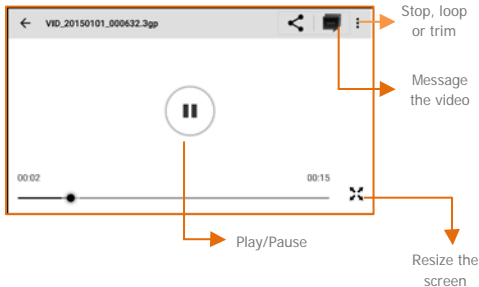 VID_20150101_000632.3gp
Stop, loop
or trim
Message
the video
00:02
00:15
Play/Pause
Resize the
screen